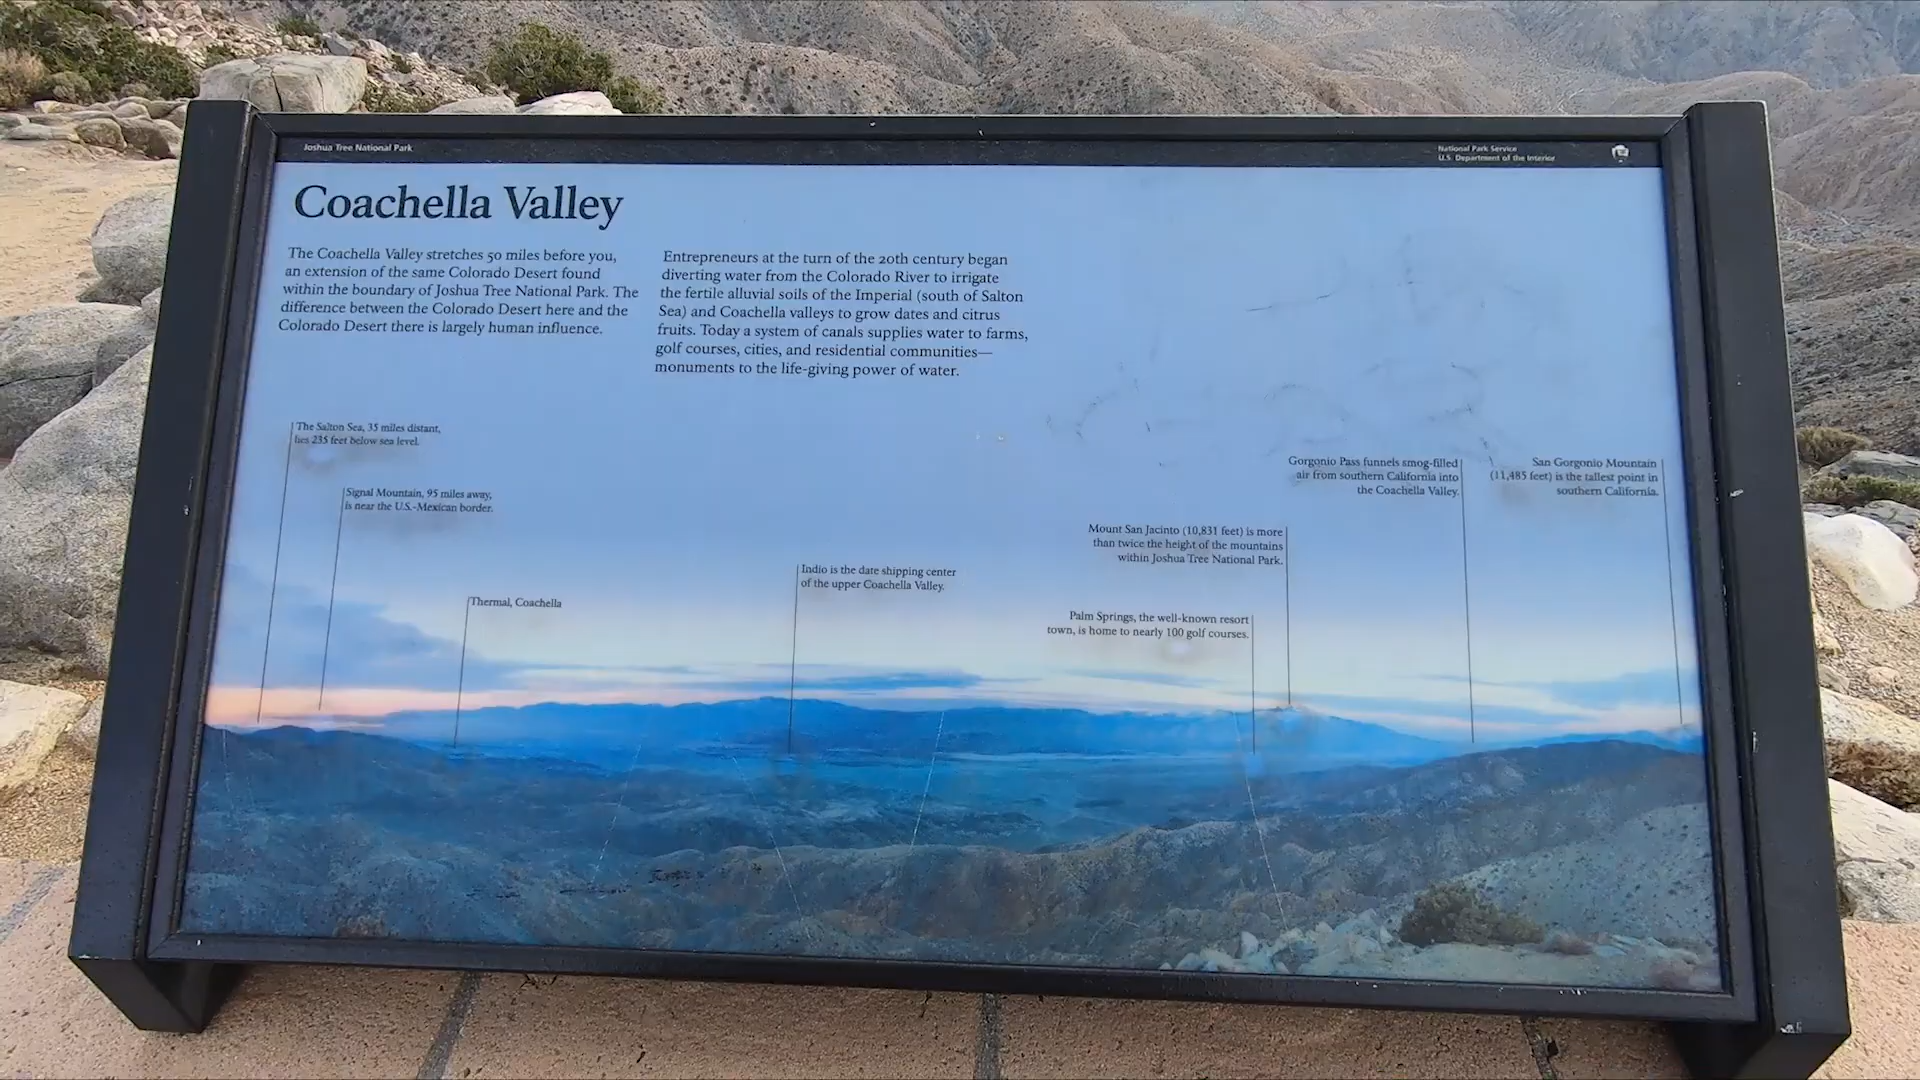 Joshua Tree National Park
National Park Service
U.S. Department of the Interior
Coachella Valley
The Coachella Valley stretches 50 miles before you,
an extension of the same Colorado Desert found
within the boundary of Joshua Tree National Park. The
difference between the Colorado Desert here and the
Colorado Desert there is largely human influence.
Entrepreneurs at the turn of the 20th century began
diverting water from the Colorado River to irrigate
the fertile alluvial soils of the Imperial (south of Salton
Sea) and Coachella valleys to grow dates and citrus
fruits. Today a system of canals supplies water to farms,
golf courses, cities, and residential communities—
monuments to the life-giving power of water.
The Salton Sea, 35 miles distant,
lies 235 feet below sea level.
Signal Mountain, 95 miles away,
is near the U.S.-Mexican border.
Thermal, Coachella
Indio is the date shipping center
of the upper Coachella Valley.
Palm Springs, the well-known resort
town, is home to nearly 100 golf courses.
Mount San Jacinto (10,831 feet) is more
than twice the height of the mountains
within Joshua Tree National Park.
Gorgonio Pass funnels smog-filled
air from southern California into
the Coachella Valley.
San Gorgonio Mountain
(11,485 feet) is the tallest point in
southern California.